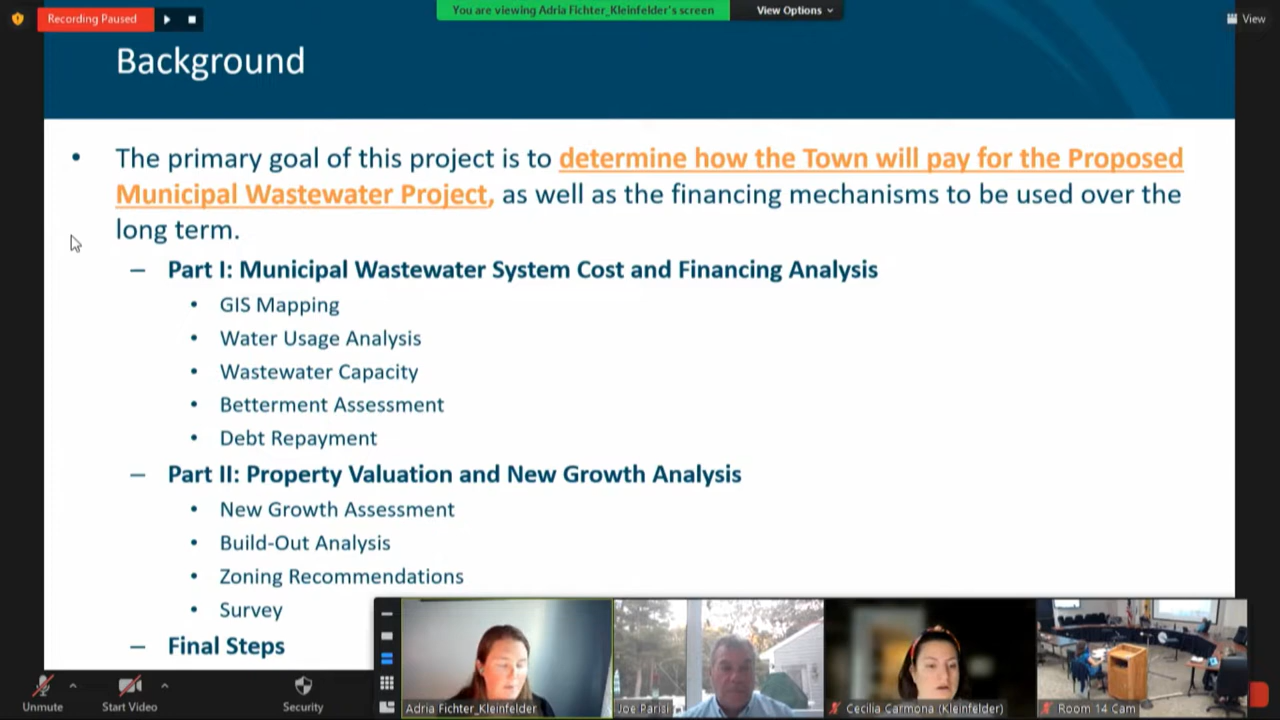 Recording Paused
You are viewing Adria Fichter_Kleinfelder's screen
View Options
View
Background
• The primary goal of this project is to determine how the Town will pay for the Proposed
Municipal Wastewater Project, as well as the financing mechanisms to be used over the
long term.
– Part I: Municipal Wastewater System Cost and Financing Analysis
• GIS Mapping
• Water Usage Analysis
• Wastewater Capacity
• Betterment Assessment
• Debt Repayment
– Part II: Property Valuation and New Growth Analysis
• New Growth Assessment
• Build-Out Analysis
• Zoning Recommendations
• Survey
– Final Steps
Adria Fichter_Kleinfelder
Joe Parisi
Cecilia Carmona (Kleinfelder)
Room 14 Cam
Unmute
Start Video
Security